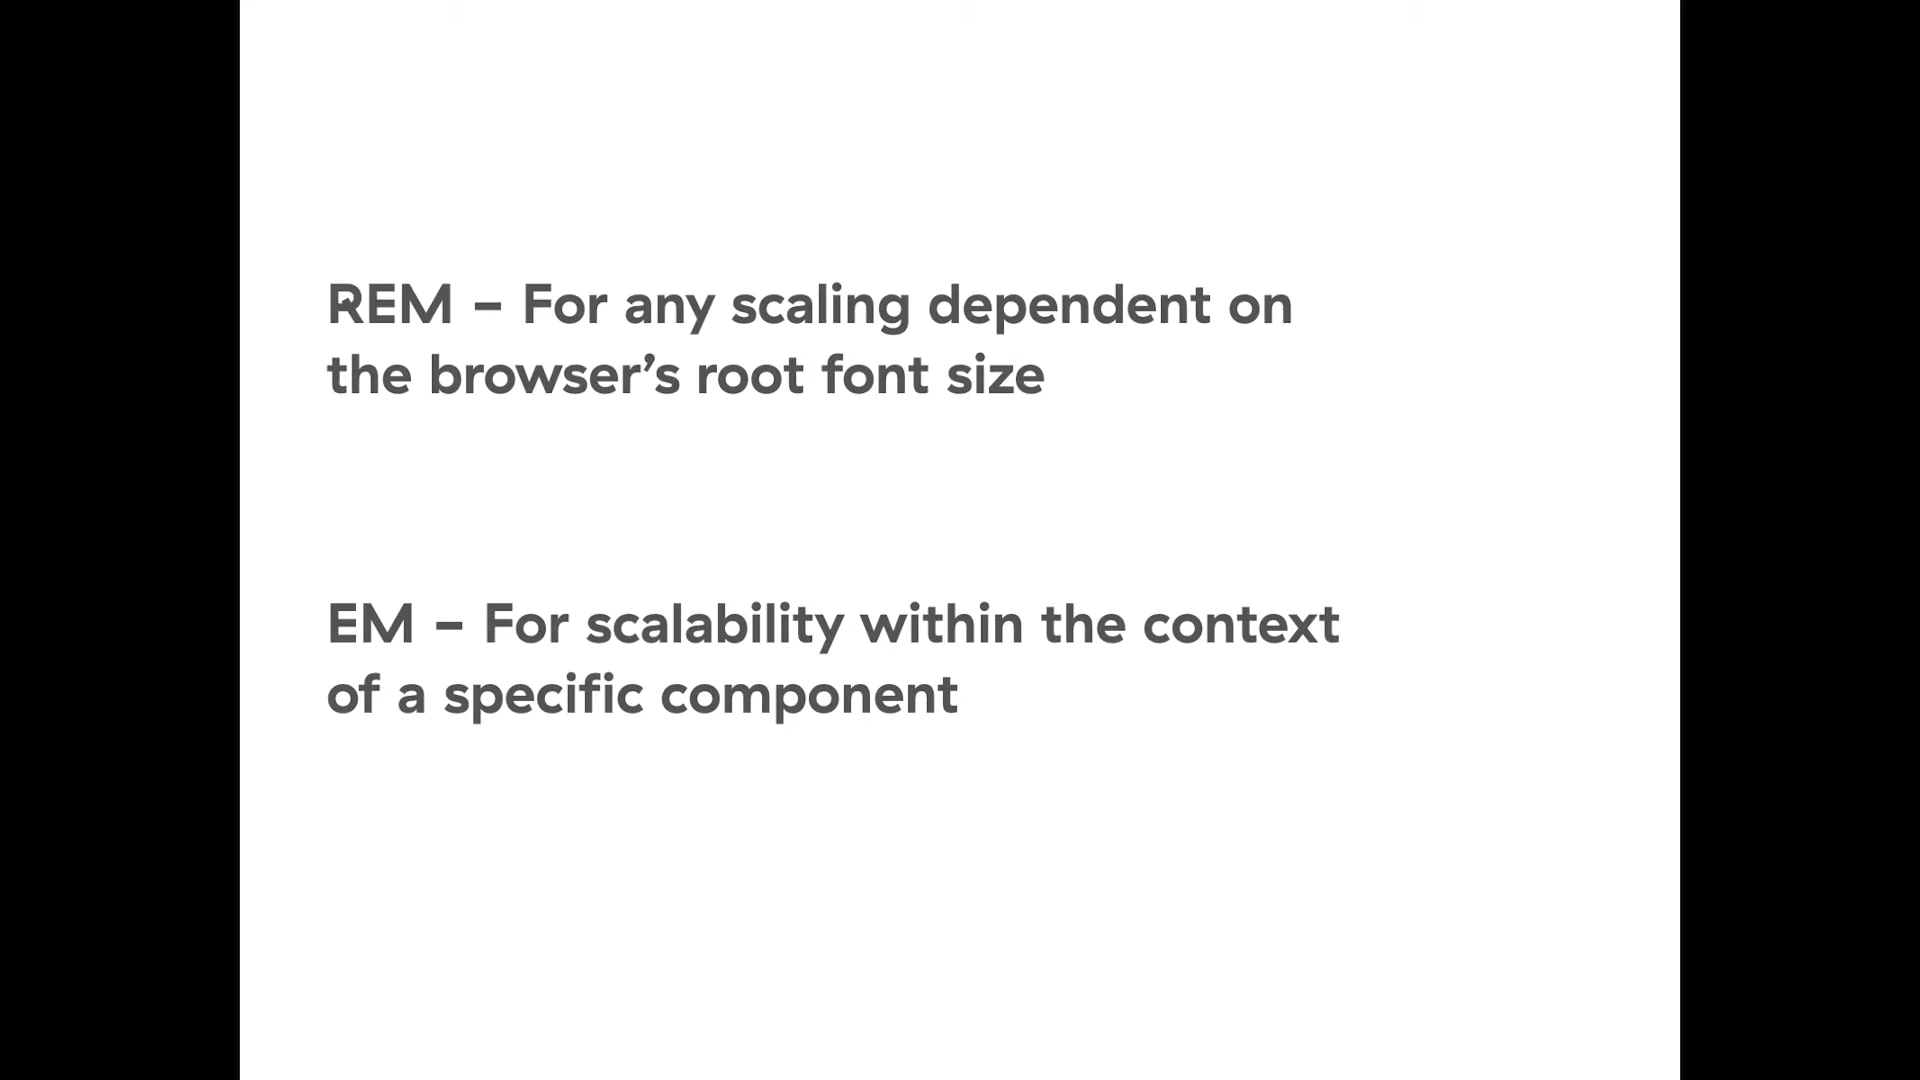 REM – For any scaling dependent on
the browser’s root font size
EM – For scalability within the context
of a specific component